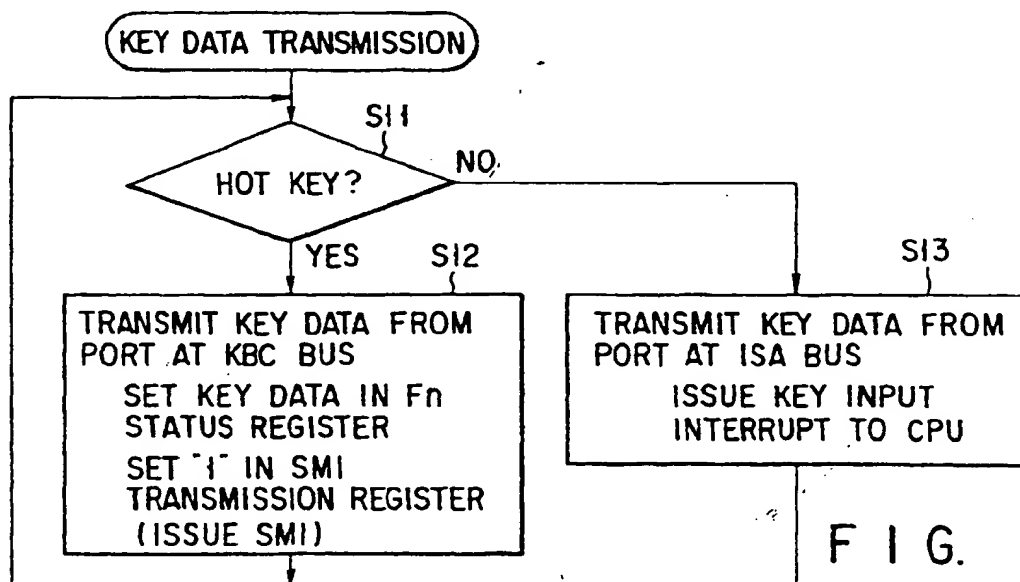 KEY DATA TRANSMISSION
S11
HOT KEY?
NO
YES
S12
S13
TRANSMIT KEY DATA FROM
PORT AT KBC BUS
SET KEY DATA IN Fn
STATUS REGISTER
SET "1" IN SMI
TRANSMISSION REGISTER
(ISSUE SMI)
TRANSMIT KEY DATA FROM
PORT AT ISA BUS
ISSUE KEY INPUT
INTERRUPT TO CPU
FIG.